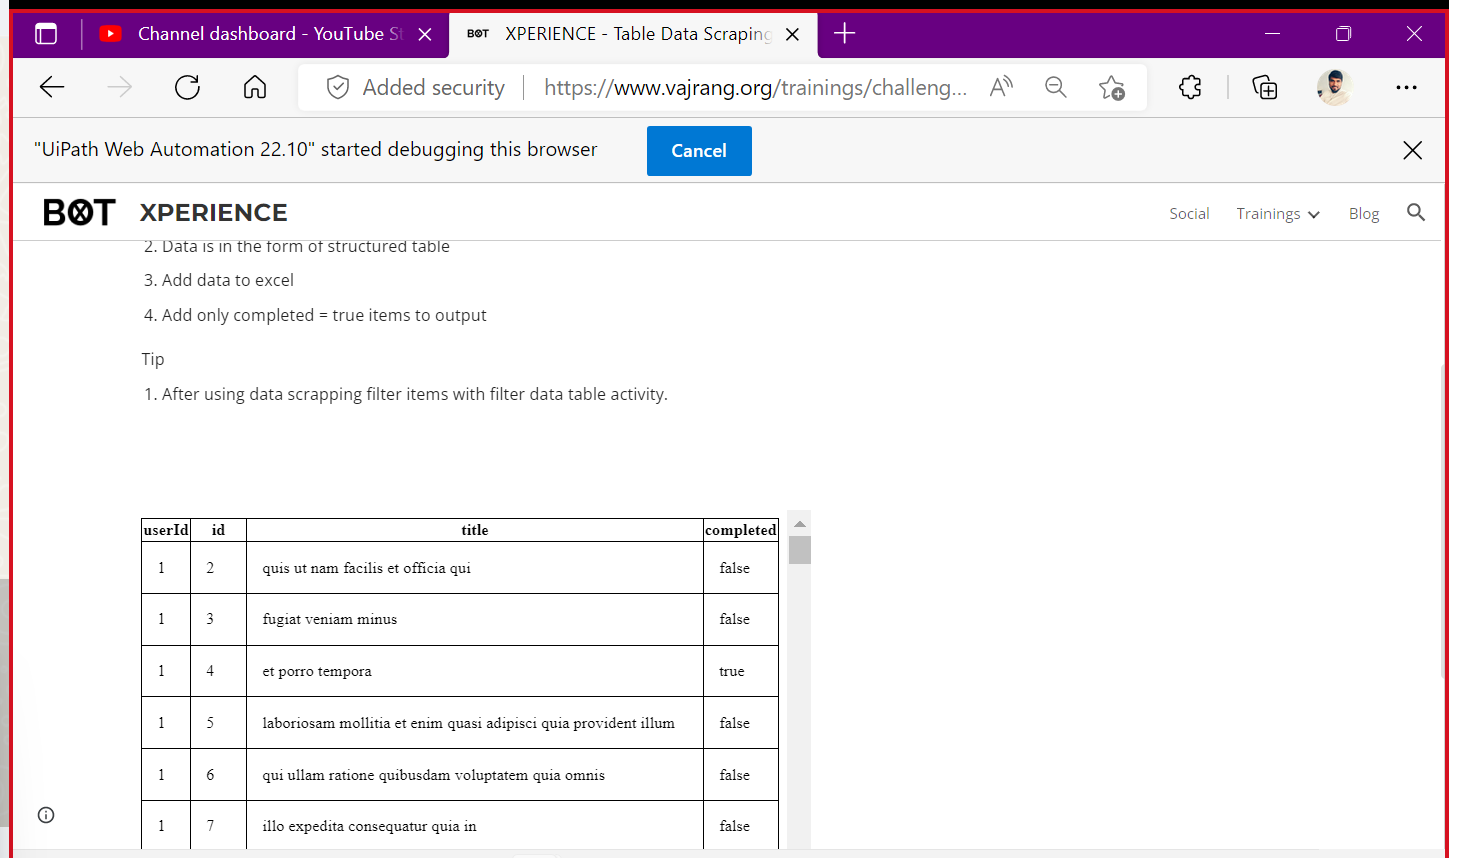 Channel dashboard - YouTube St
BOT XPERIENCE - Table Data Scraping
Added security https://www.vajrang.org/trainings/challeng...
"UiPath Web Automation 22.10" started debugging this browser Cancel
BOT XPERIENCE Social Trainings Blog
2. Data is in the form of structured table
3. Add data to excel
4. Add only completed = true items to output
Tip
1. After using data scrapping filter items with filter data table activity.
userId id title completed
1 2 quis ut nam facilis et officia qui false
1 3 fugiat veniam minus false
1 4 et porro tempora true
1 5 laboriosam mollitia et enim quasi adipisci quia provident illum false
1 6 qui ullam ratione quibusdam voluptatem quia omnis false
1 7 illo expedita consequatur quia in false